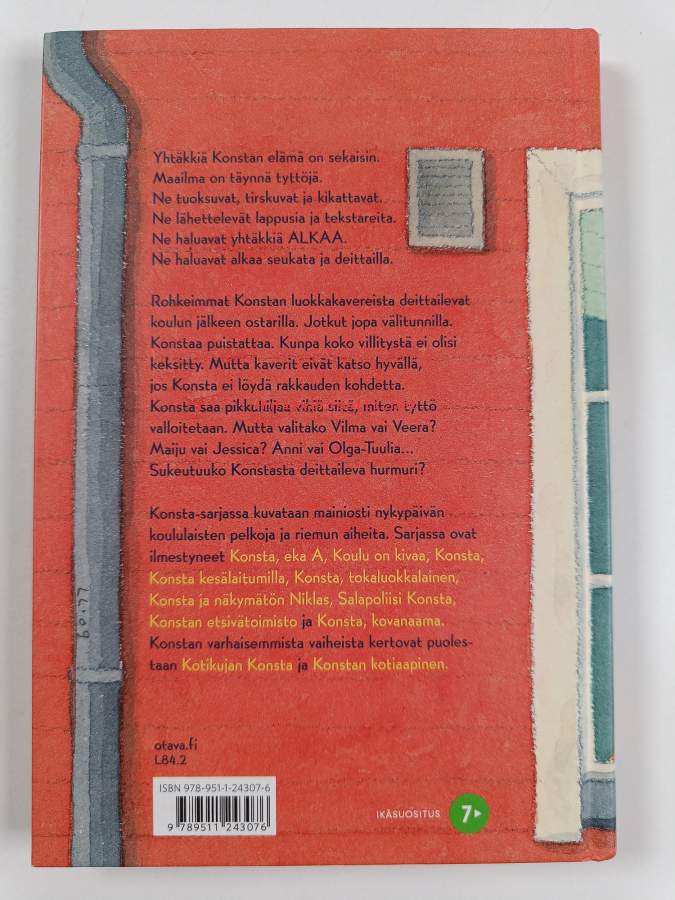 Yhtäkkiä Konstan elämä on sekaisin.
Maailma on täynnä tyttöjä.
Ne tuoksuvat, tirskuvat ja kikattavat.
Ne lähettelevät lappusia ja tekstareita.
Ne haluavat yhtäkkiä ALKAA.
Ne haluavat alkaa seukata ja deittailla.
Rohkeimmat Konstan luokkakavereista deittailevat
koulun jälkeen ostarilla. Jotkut jopa välitunnilla.
Konstaa puistattaa. Kunpa koko villitystä ei olisi
keksitty. Mutta kaverit eivät katso hyvällä,
jos Konsta ei löydä rakkauden kohdetta.
Konsta saa pikkuhiljaa vihiä siitä, miten tyttö
valloitetaan. Mutta valitako Vilma vai Veera?
Maiju vai Jessica? Anni vai Olga-Tuulia...
Sukeutuuko Konstasta deittaileva hurmuri?
Konsta-sarjassa kuvataan mainiosti nykypäivän
koululaisten pelkoja ja riemun aiheita. Sarjassa ovat
ilmestyneet Konsta, eka A, Koulu on kivaa, Konsta,
Konsta kesälaitumilla, Konsta, tokaluokkalainen,
Konsta ja näkymätön Niklas, Salapoliisi Konsta,
Konstan etsivätoimisto ja Konsta, kovanaama.
Konstan varhaisemmista vaiheista kertovat puoles-
taan Kotikujan Konsta ja Konstan kotiaapinen.
otava.fi
L84.2
ISBN 978-951-1-24307-6
9 789511 243076
IKÄSUOSITUS 7